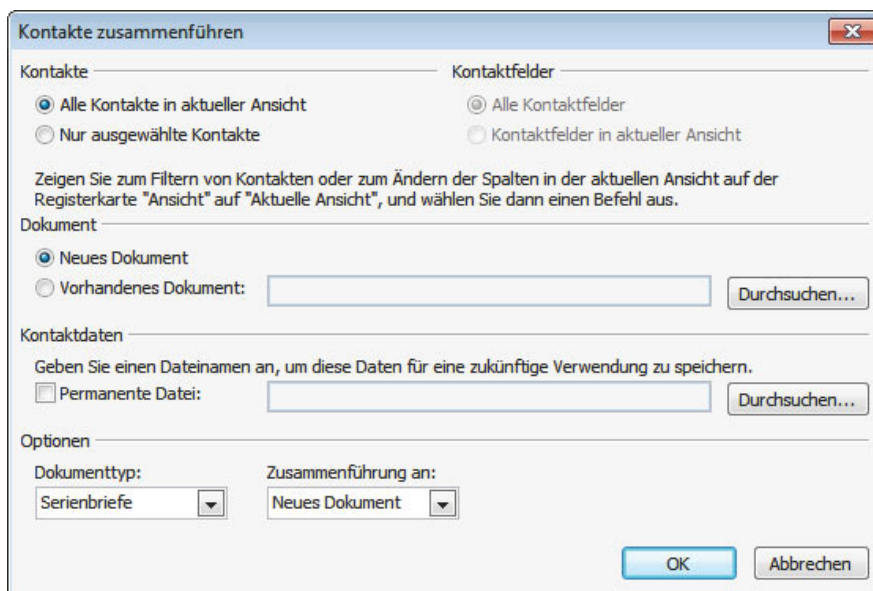 Kontakte zusammenführen
Kontakte
Kontaktfelder
Alle Kontakte in aktueller Ansicht
Alle Kontaktfelder
Nur ausgewählte Kontakte
Kontaktfelder in aktueller Ansicht
Zeigen Sie zum Filtern von Kontakten oder zum Ändern der Spalten in der aktuellen Ansicht auf der
Registerkarte "Ansicht" auf "Aktuelle Ansicht", und wählen Sie dann einen Befehl aus.
Dokument
Neues Dokument
Vorhandenes Dokument:
Durchsuchen...
Kontaktdaten
Geben Sie einen Dateinamen an, um diese Daten für eine zukünftige Verwendung zu speichern.
Permanente Datei:
Durchsuchen...
Optionen
Dokumenttyp:
Zusammenführung an:
Serienbriefe
Neues Dokument
OK
Abbrechen